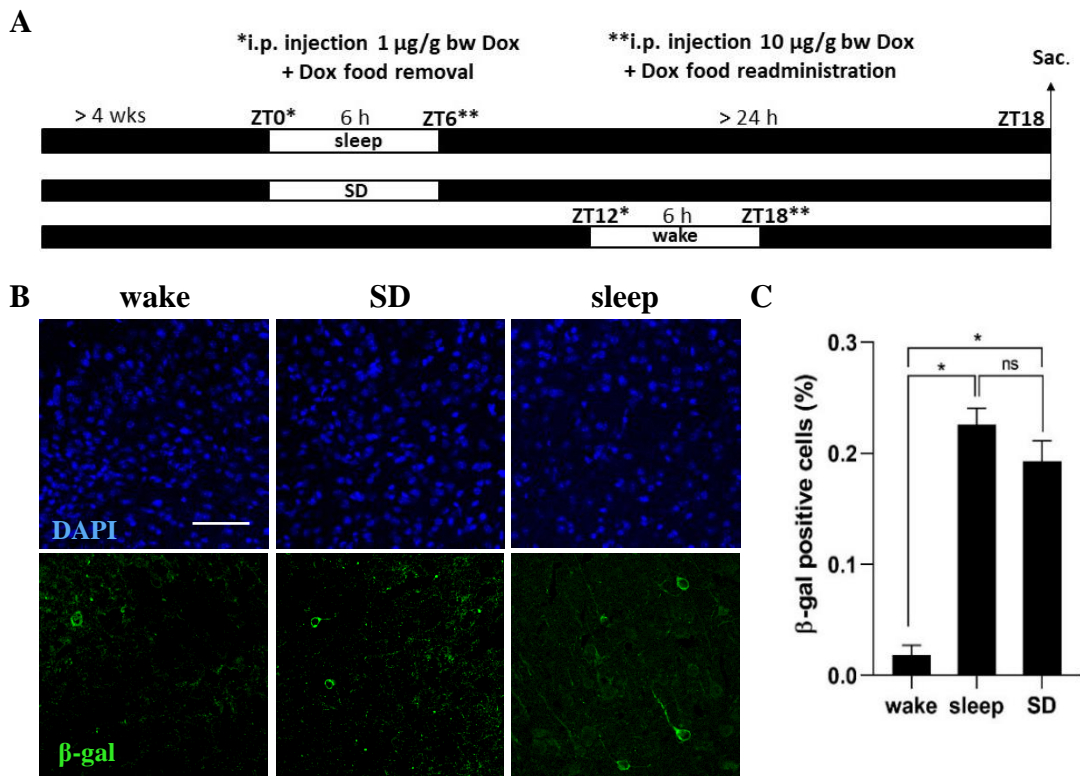 A
*i.p. injection 1 µg/g bw Dox
+ Dox food removal
**i.p. injection 10 µg/g bw Dox
+ Dox food readministration
Sac.
> 4 wks
ZT0*
6 h
ZT6**
> 24 h
ZT18
sleep
SD
ZT12*
6 h
ZT18**
wake
B
wake
SD
sleep
DAPI
β-gal
C
β-gal positive cells (%)
0.3
0.2
0.1
0.0
*
*
ns
wake
sleep
SD